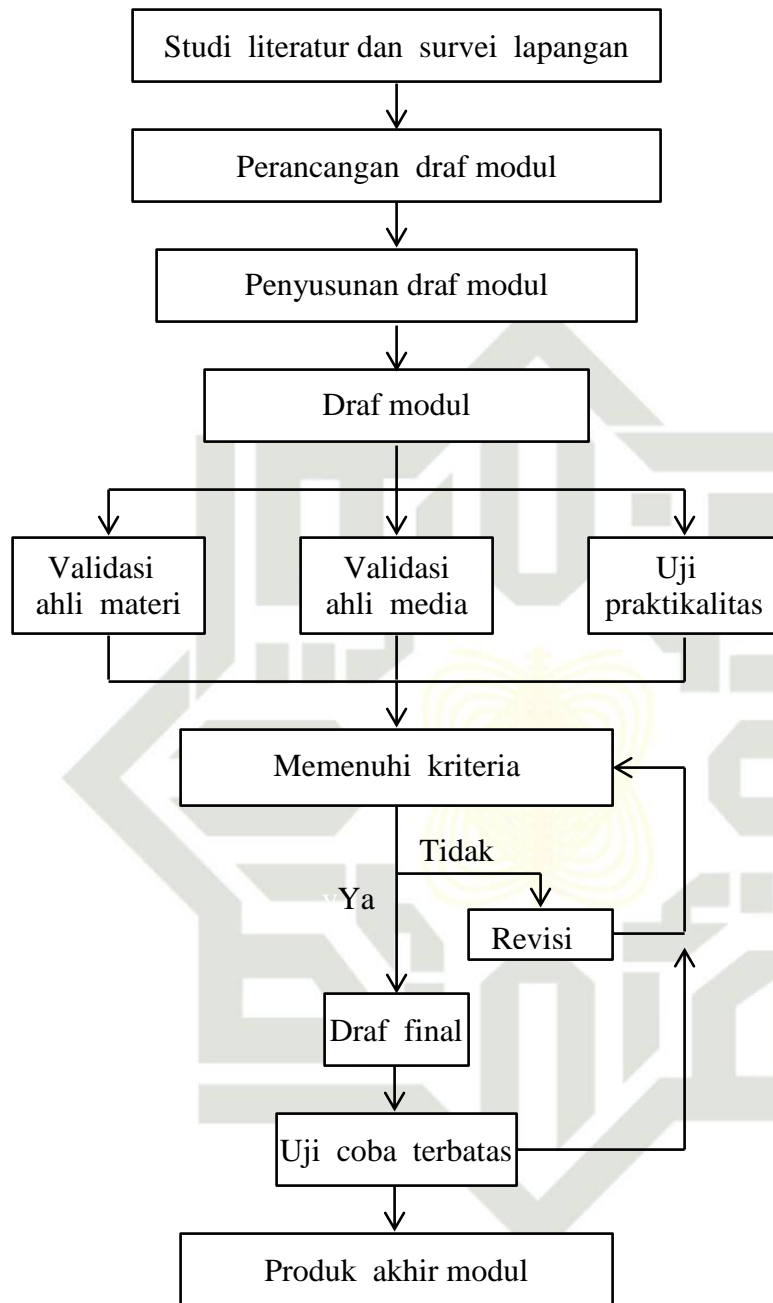 Studi literatur dan survei lapangan
Perancangan draf modul
Penyusunan draf modul
Draf modul
Validasi
ahli materi
Validasi
ahli media
Uji
praktikalitas
Memenuhi kriteria
Tidak
yYa
Revisi
Draf final
Uji coba terbatas
Produk akhir modul